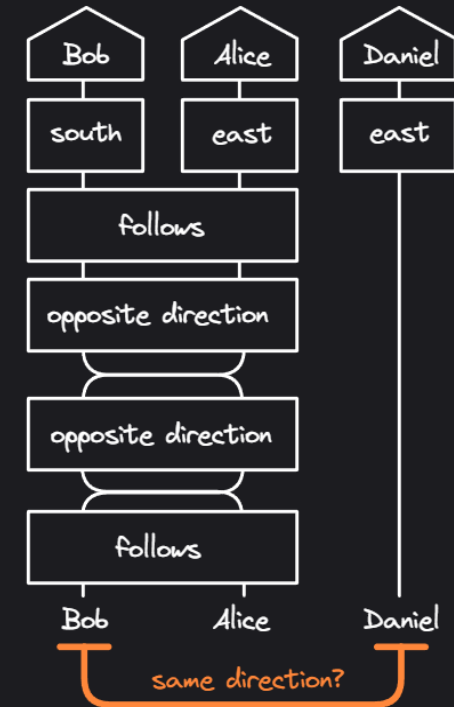 Bob Alice Daniel
south east east
follows
opposite direction
opposite direction
follows
Bob Alice Daniel
same direction?